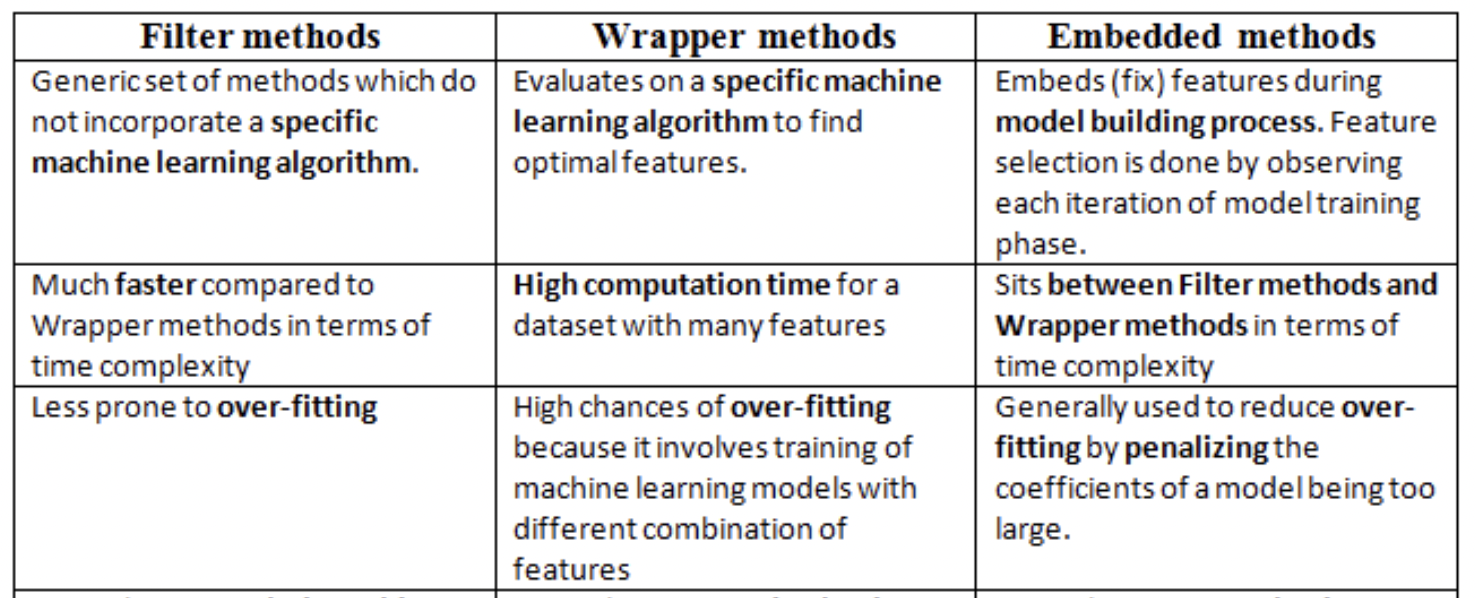 Filter methods
Wrapper methods
Embedded methods
Generic set of methods which do
not incorporate a specific
machine learning algorithm.
Evaluates on a specific machine
learning algorithm to find
optimal features.
Embeds (fix) features during
model building process. Feature
selection is done by observing
each iteration of model training
phase.
Much faster compared to
Wrapper methods in terms of
time complexity
High computation time for a
dataset with many features
Sits between Filter methods and
Wrapper methods in terms of
time complexity
Less prone to over-fitting
High chances of over-fitting
because it involves training of
machine learning models with
different combination of
features
Generally used to reduce over-
fitting by penalizing the
coefficients of a model being too
large.